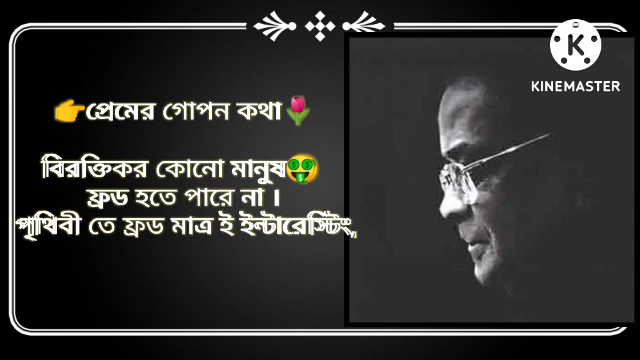 👉প্রেমের গোপন কথা🌷
বিরক্তিকর কোনো মানুষ🤑
ফ্রড হতে পারে না ।
পৃথিবী তে ফ্রড মাত্র ই ইন্টারেস্টিং,,
KINEMASTER